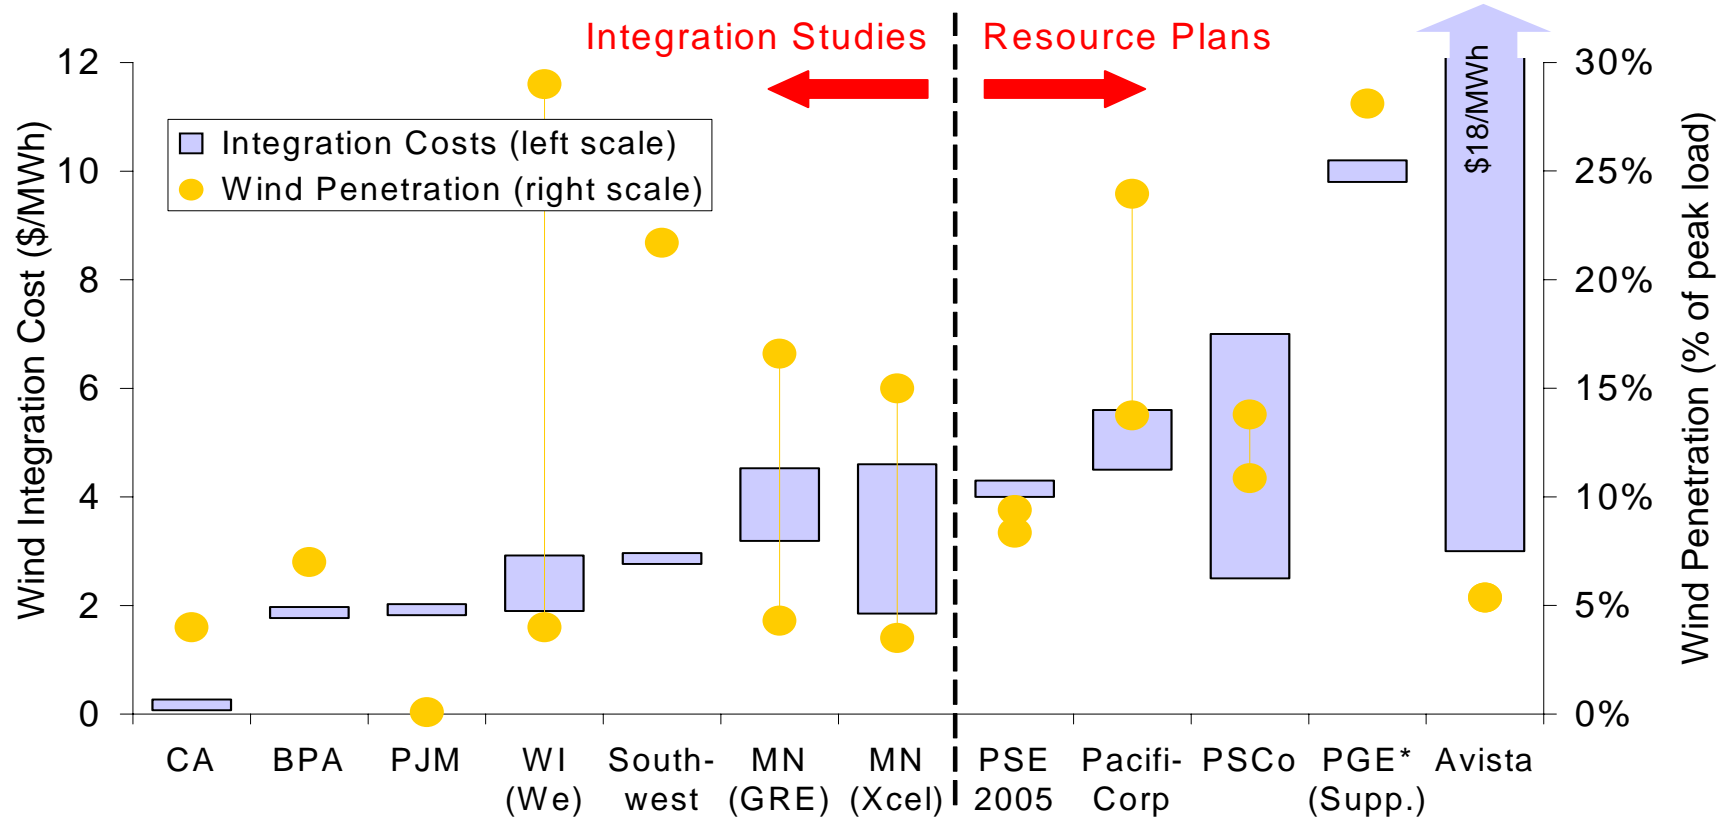 Integration Studies
Resource Plans
Wind Integration Cost ($/MWh)
12
10
8
6
4
2
0
Integration Costs (left scale)
Wind Penetration (right scale)
$18/MWh
30%
25%
20%
15%
10%
5%
0%
Wind Penetration (% of peak load)
CA
BPA
PJM
WI
(We)
South-
west
MN
(GRE)
MN
(Xcel)
PSE
2005
Pacifi-
Corp
PSCo
PGE*
(Supp.)
Avista